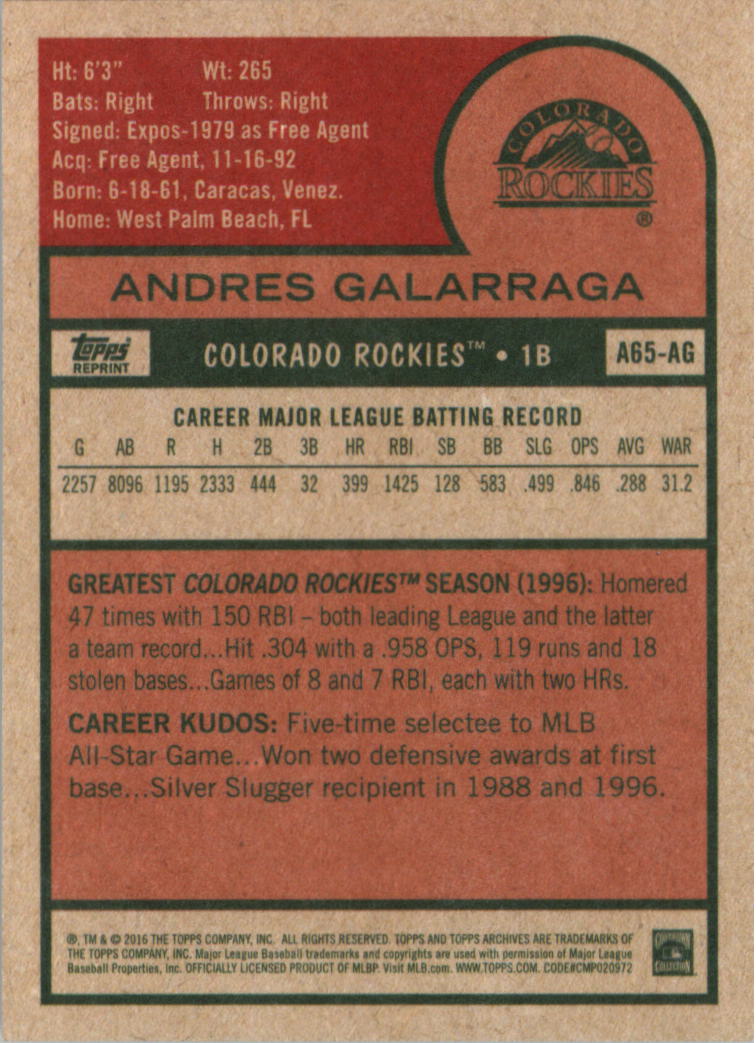 Ht: 6'3" Wt: 265
Bats: Right Throws: Right
Signed: Expos-1979 as Free Agent
Acq: Free Agent, 11-16-92
Born: 6-18-61, Caracas, Venez.
Home: West Palm Beach, FL
COLORADO
ROCKIES
®
ANDRES GALARRAGA
Topps
REPRINT
COLORADO ROCKIES™ • 1B
A65-AG
CAREER MAJOR LEAGUE BATTING RECORD
G AB R H 2B 3B HR RBI SB BB SLG OPS AVG WAR
2257 8096 1195 2333 444 32 399 1425 128 583 .499 .846 .288 31.2
GREATEST COLORADO ROCKIES™ SEASON (1996): Homered
47 times with 150 RBI – both leading League and the latter
a team record...Hit .304 with a .958 OPS, 119 runs and 18
stolen bases...Games of 8 and 7 RBI, each with two HRs.
CAREER KUDOS: Five-time selectee to MLB
All-Star Game...Won two defensive awards at first
base...Silver Slugger recipient in 1988 and 1996.
®, TM & © 2016 THE TOPPS COMPANY, INC. ALL RIGHTS RESERVED. TOPPS AND TOPPS ARCHIVES ARE TRADEMARKS OF
THE TOPPS COMPANY, INC. Major League Baseball trademarks and copyrights are used with permission of Major League
Baseball Properties, Inc. OFFICIALLY LICENSED PRODUCT OF MLBP. Visit MLB.com. WWW.TOPPS.COM. CODE#CMP020972
COLLECTION